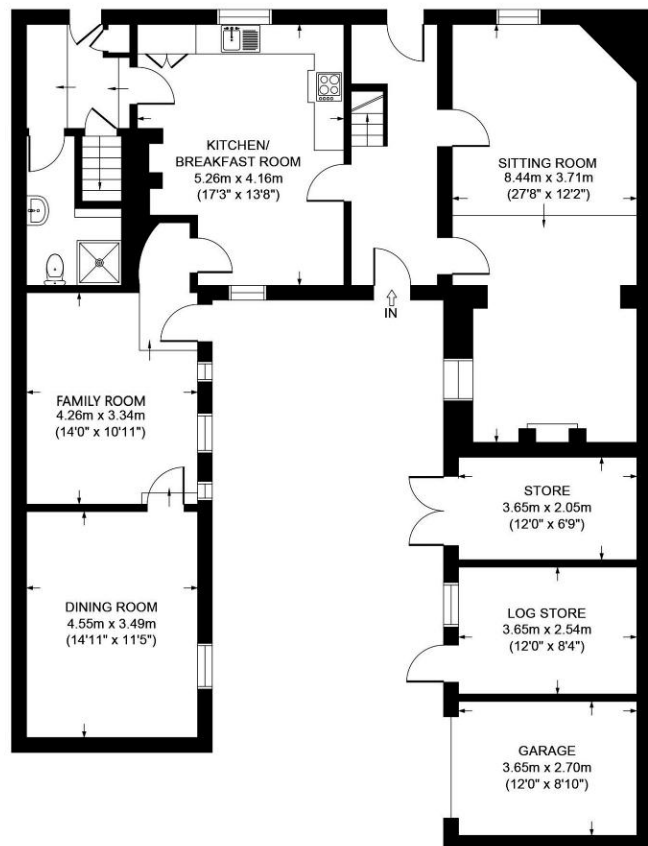 KITCHEN/
BREAKFAST ROOM
5.26m x 4.16m
(17'3" x 13'8")
SITTING ROOM
8.44m x 3.71m
(27'8" x 12'2")
IN
FAMILY ROOM
4.26m x 3.34m
(14'0" x 10'11")
STORE
3.65m x 2.05m
(12'0" x 6'9")
DINING ROOM
4.55m x 3.49m
(14'11" x 11'5")
LOG STORE
3.65m x 2.54m
(12'0" x 8'4")
GARAGE
3.65m x 2.70m
(12'0" x 8'10")